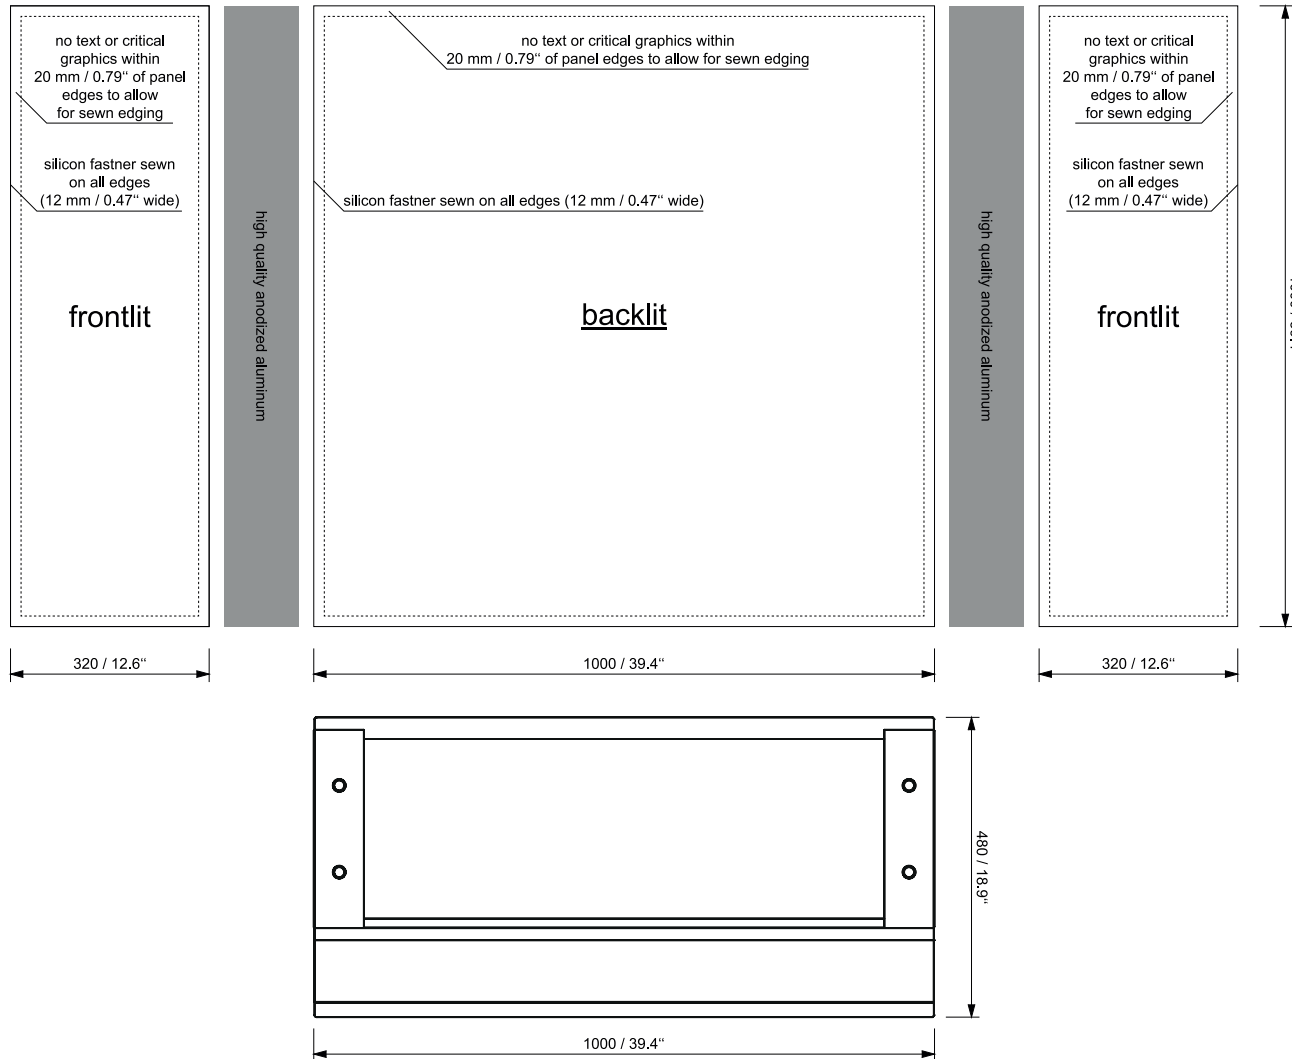 no text or critical
graphics within
20 mm / 0.79“ of panel
edges to allow
for sewn edging
silicon fastner sewn
on all edges
(12 mm / 0.47“ wide)
frontlit
high quality anodized aluminum
no text or critical graphics within
20 mm / 0.79“ of panel edges to allow for sewn edging
silicon fastner sewn on all edges (12 mm / 0.47“ wide)
backlit
high quality anodized aluminum
no text or critical
graphics within
20 mm / 0.79“ of panel
edges to allow
for sewn edging
silicon fastner sewn
on all edges
(12 mm / 0.47“ wide)
frontlit
320 / 12.6“
1000 / 39.4“
320 / 12.6“
480 / 18.9“
1000 / 39.4“